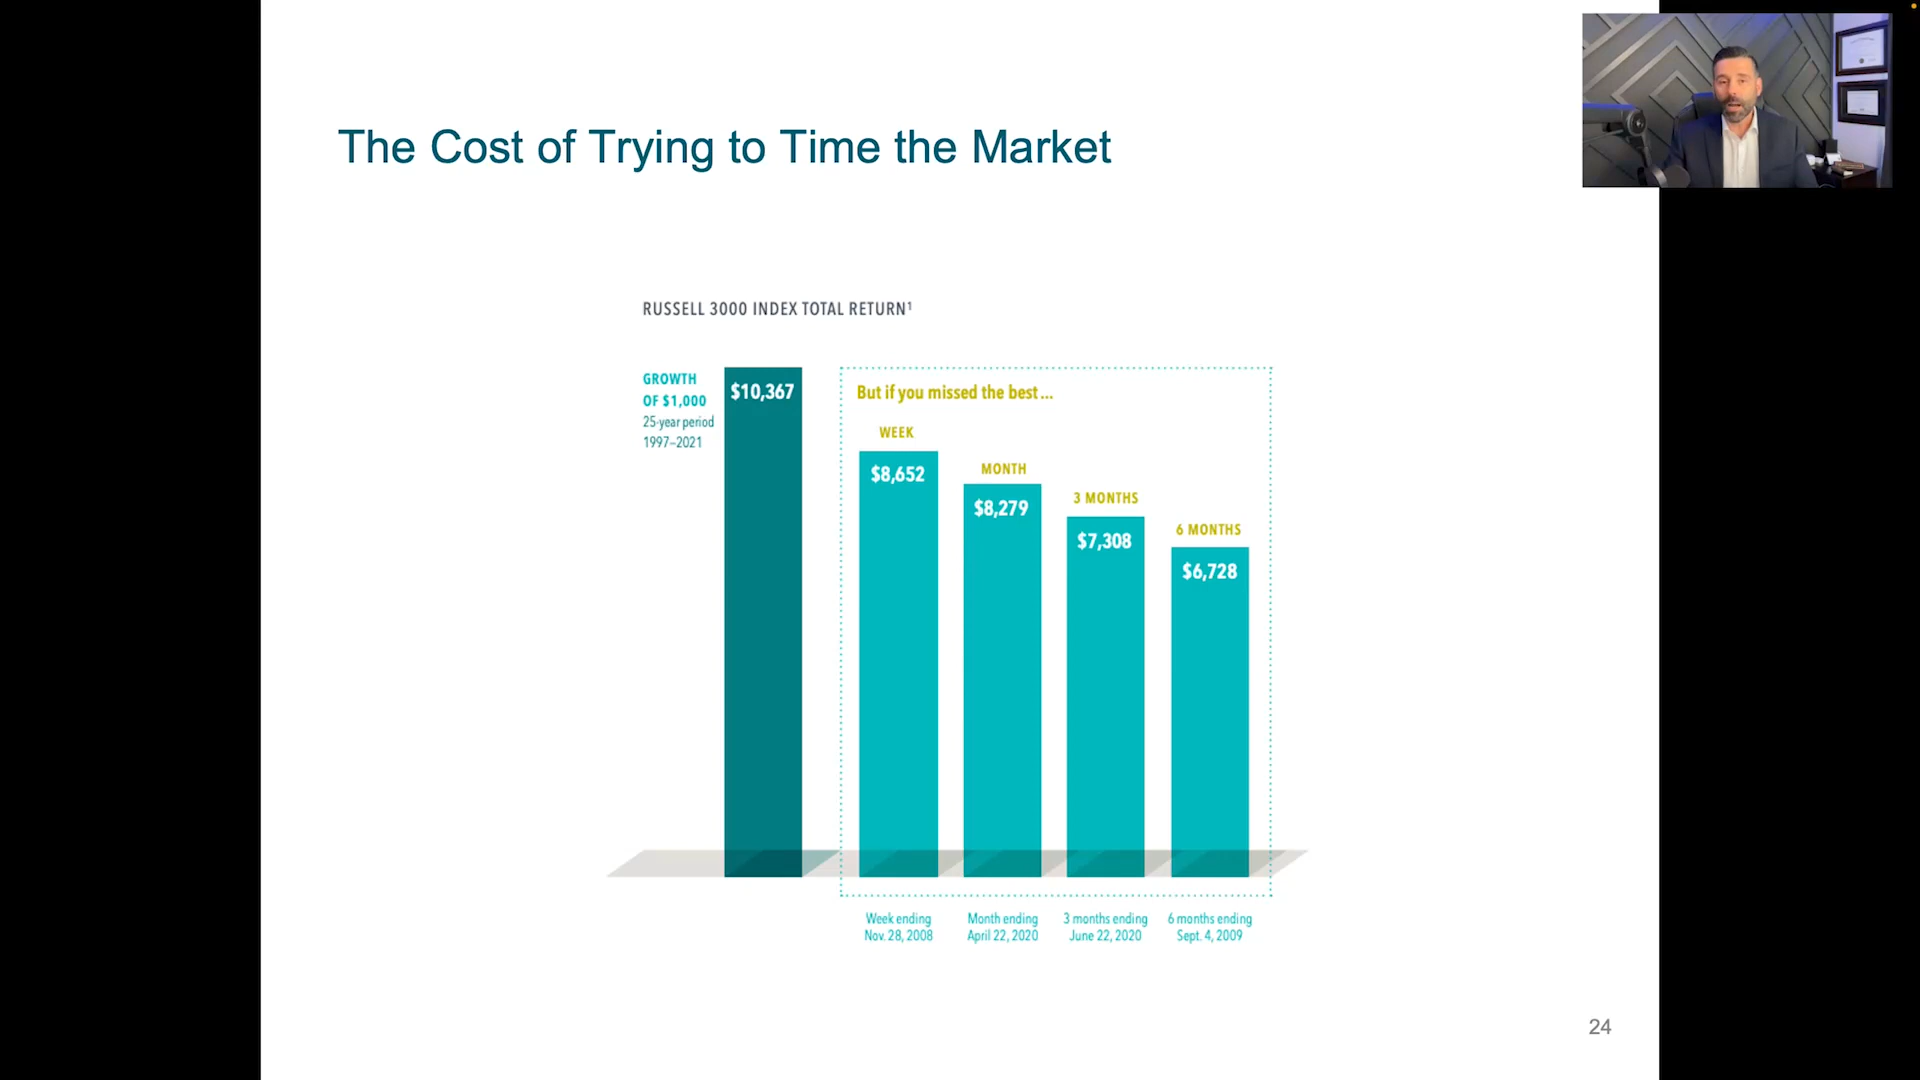 The Cost of Trying to Time the Market
RUSSELL 3000 INDEX TOTAL RETURN¹
GROWTH
OF $1,000
25-year period
1997–2021
$10,367
But if you missed the best...
WEEK
$8,652
MONTH
$8,279
3 MONTHS
$7,308
6 MONTHS
$6,728
Week ending
Nov. 28, 2008
Month ending
April 22, 2020
3 months ending
June 22, 2020
6 months ending
Sept. 4, 2009
24